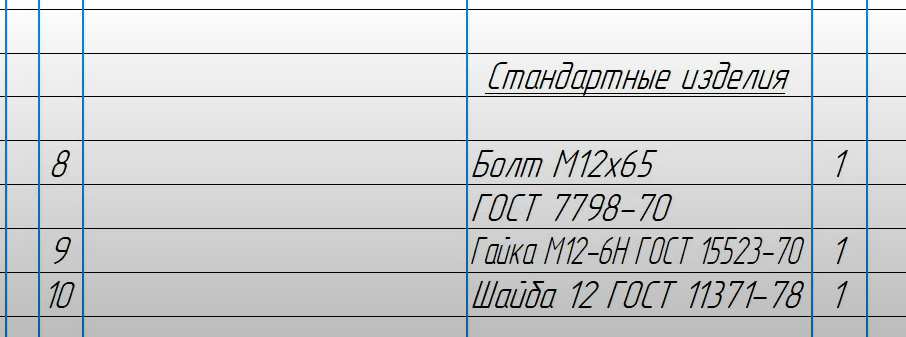 Стандартные изделия
8 Болт М12х65 1
ГОСТ 7798-70
9 Гайка М12-6Н ГОСТ 15523-70 1
10 Шайба 12 ГОСТ 11371-78 1